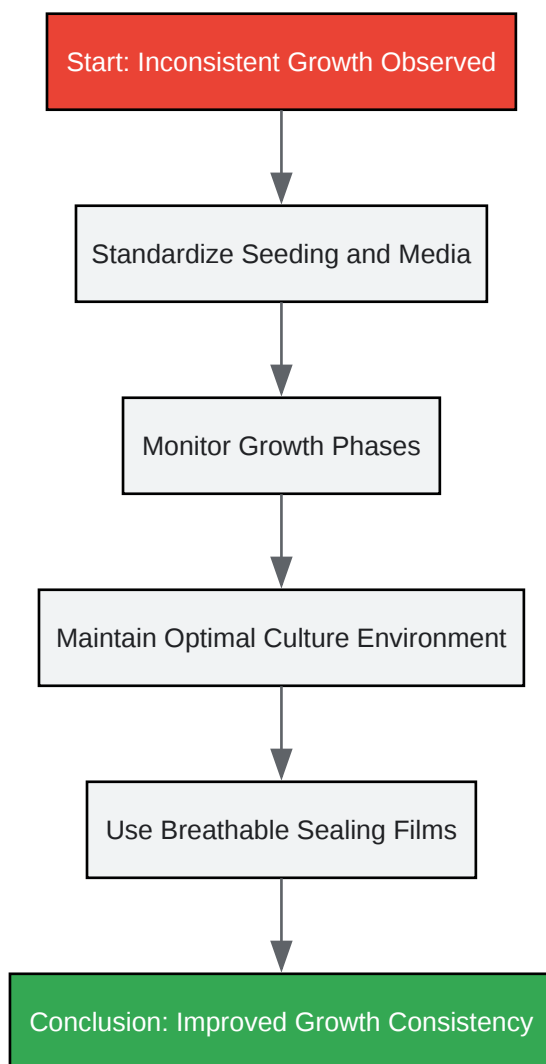 Start: Inconsistent Growth Observed
Standardize Seeding and Media
Monitor Growth Phases
Maintain Optimal Culture Environment
Use Breathable Sealing Films
Conclusion: Improved Growth Consistency